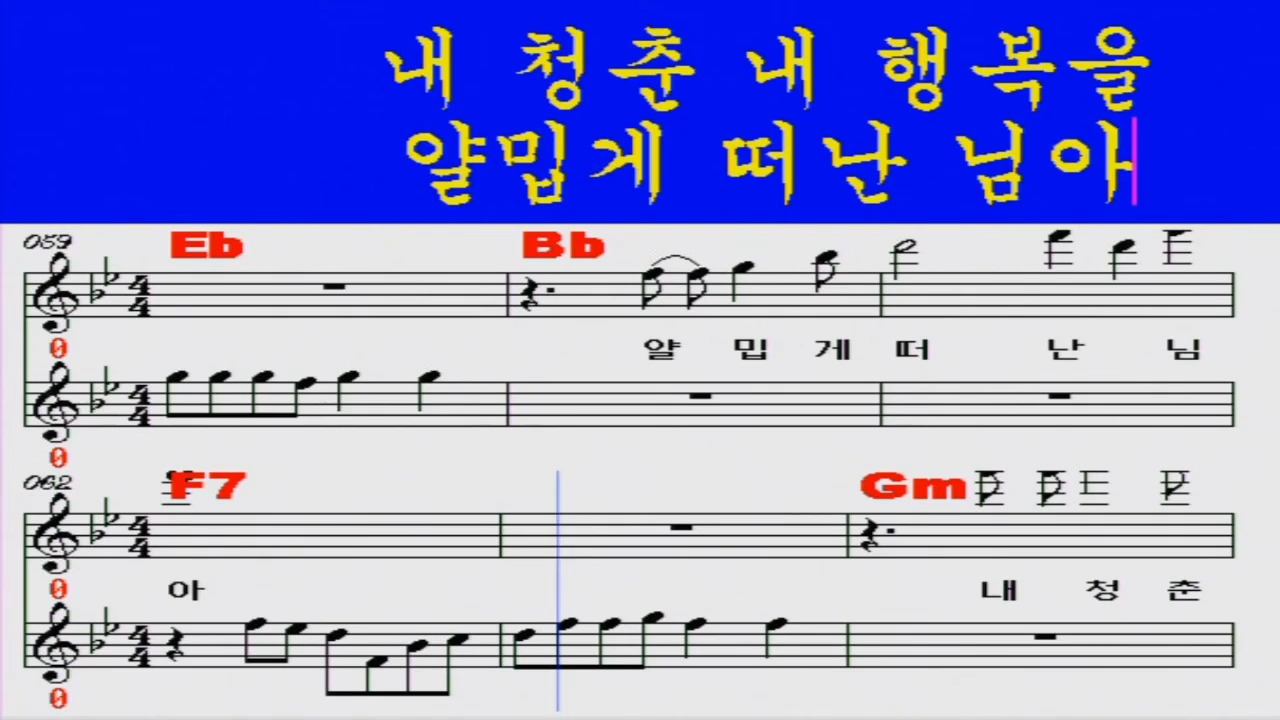 내 청춘 내 행복을
얄밉게 떠난 님아
059 Eb Bb
얄 밉 게 떠 난 님
0
0
062 F7 Gm
아 내 청 춘
0
0